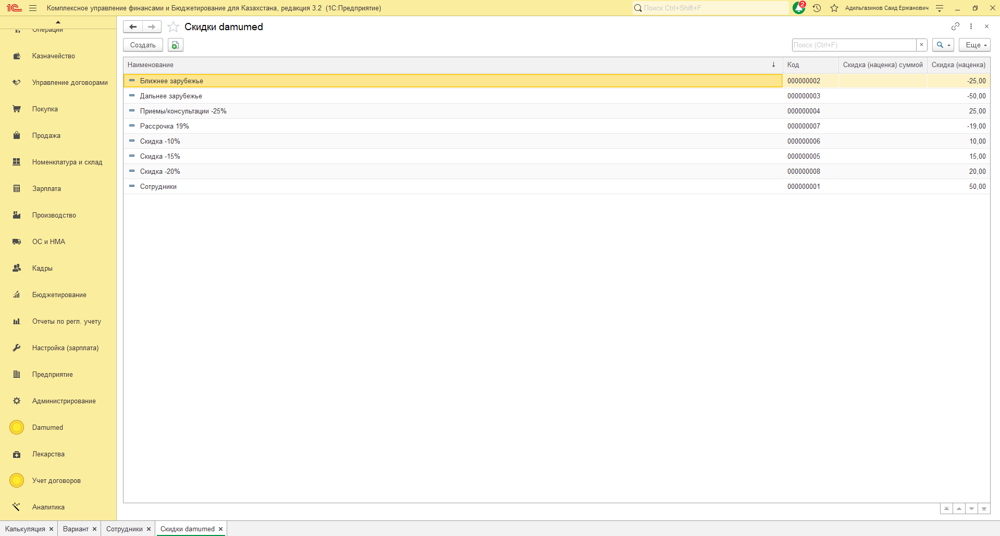 1С Комплексное управление финансами и Бюджетирование для Казахстана, редакция 3.2 (1С:Предприятие) Поиск Ctrl+Shift+F 2 Адильгазинов Саид Ержанович
Операции
Казначейство
Управление договорами
Покупка
Продажа
Номенклатура и склад
Зарплата
Производство
ОС и НМА
Кадры
Бюджетирование
Отчеты по регл. учету
Настройка (зарплата)
Предприятие
Администрирование
Damumed
Лекарства
Учет договоров
Аналитика
Скидки damumed
Создать Поиск (Ctrl+F) × Еще
Наименование ↓ Код Скидка (наценка) суммой Скидка (наценка)
Ближнее зарубежье 000000002 -25,00
Дальнее зарубежье 000000003 -50,00
Приемы/консультации -25% 000000004 25,00
Рассрочка 19% 000000007 -19,00
Скидка -10% 000000006 10,00
Скидка -15% 000000005 15,00
Скидка -20% 000000008 20,00
Сотрудники 000000001 50,00
Калькуляция × Вариант × Сотрудники × Скидки damumed ×